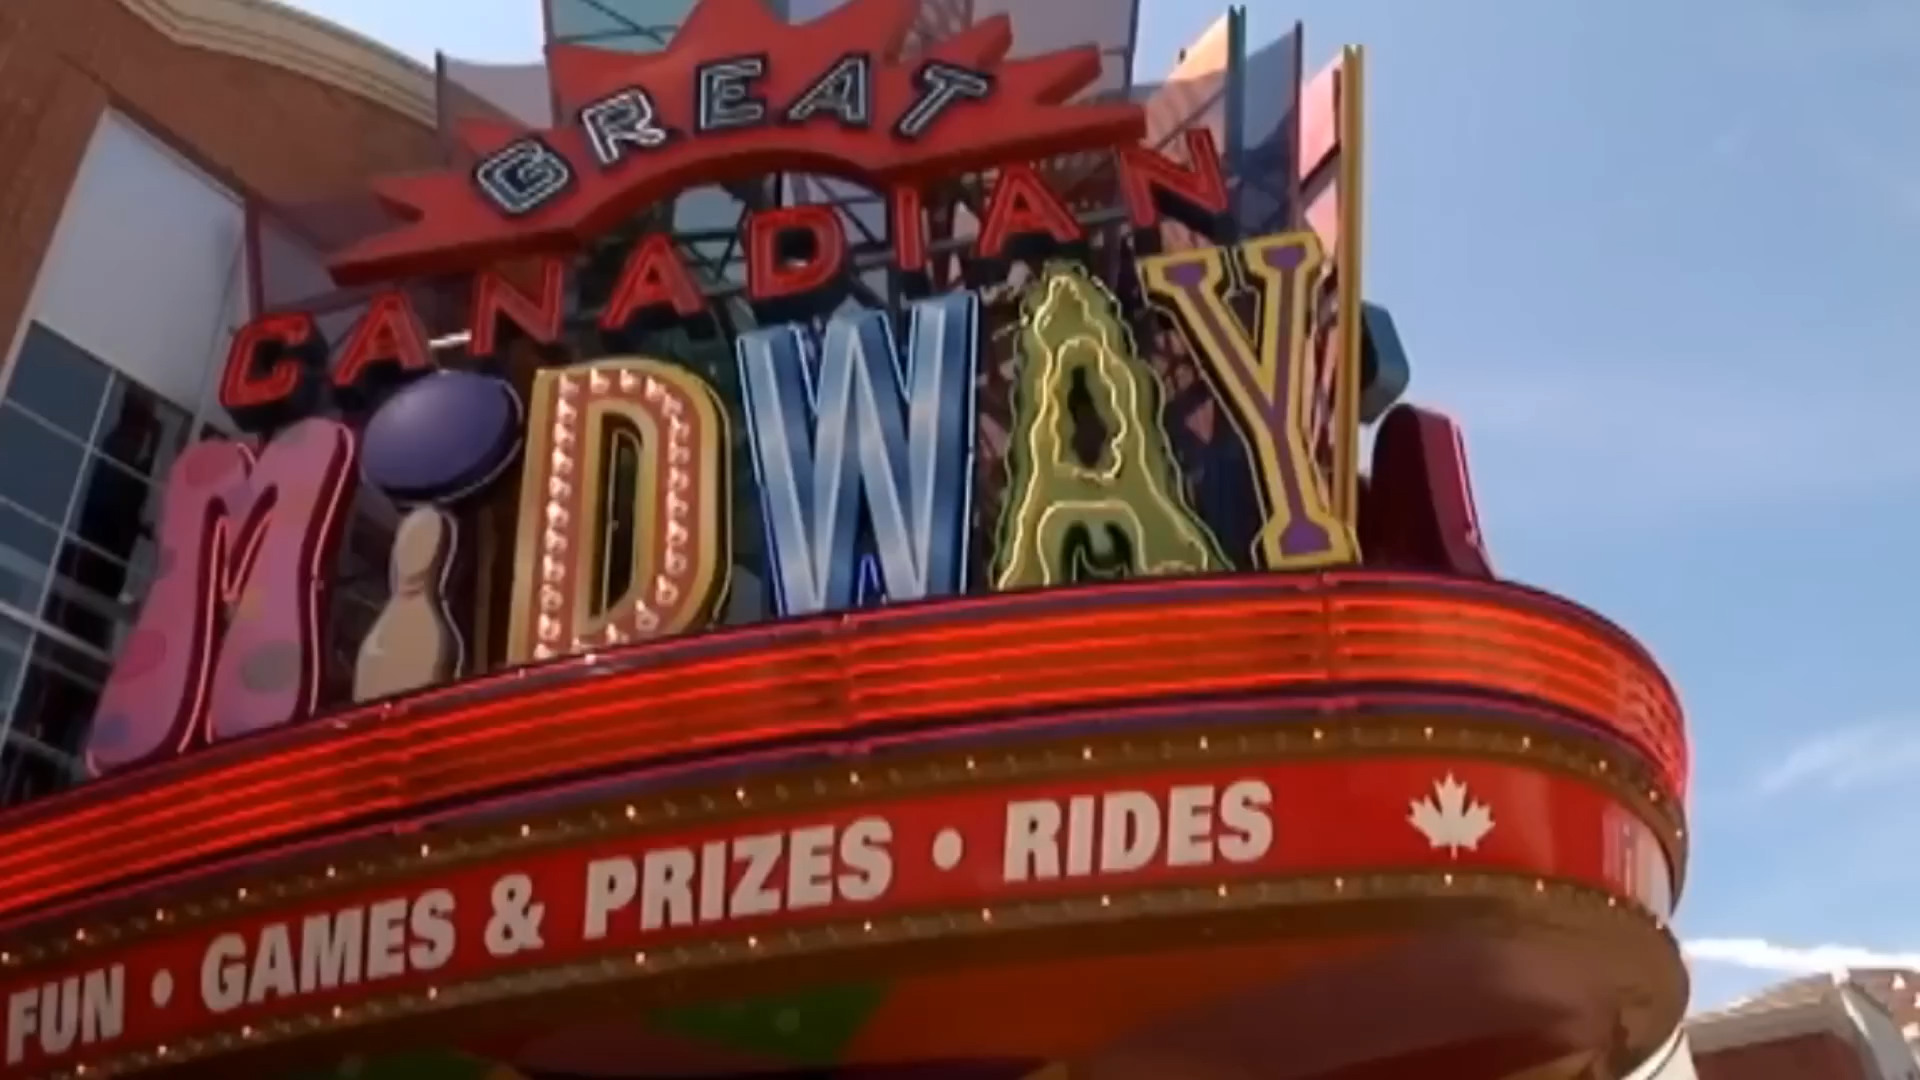 GREAT
CANADIAN
MiDWAY
FUN • GAMES & PRIZES • RIDES